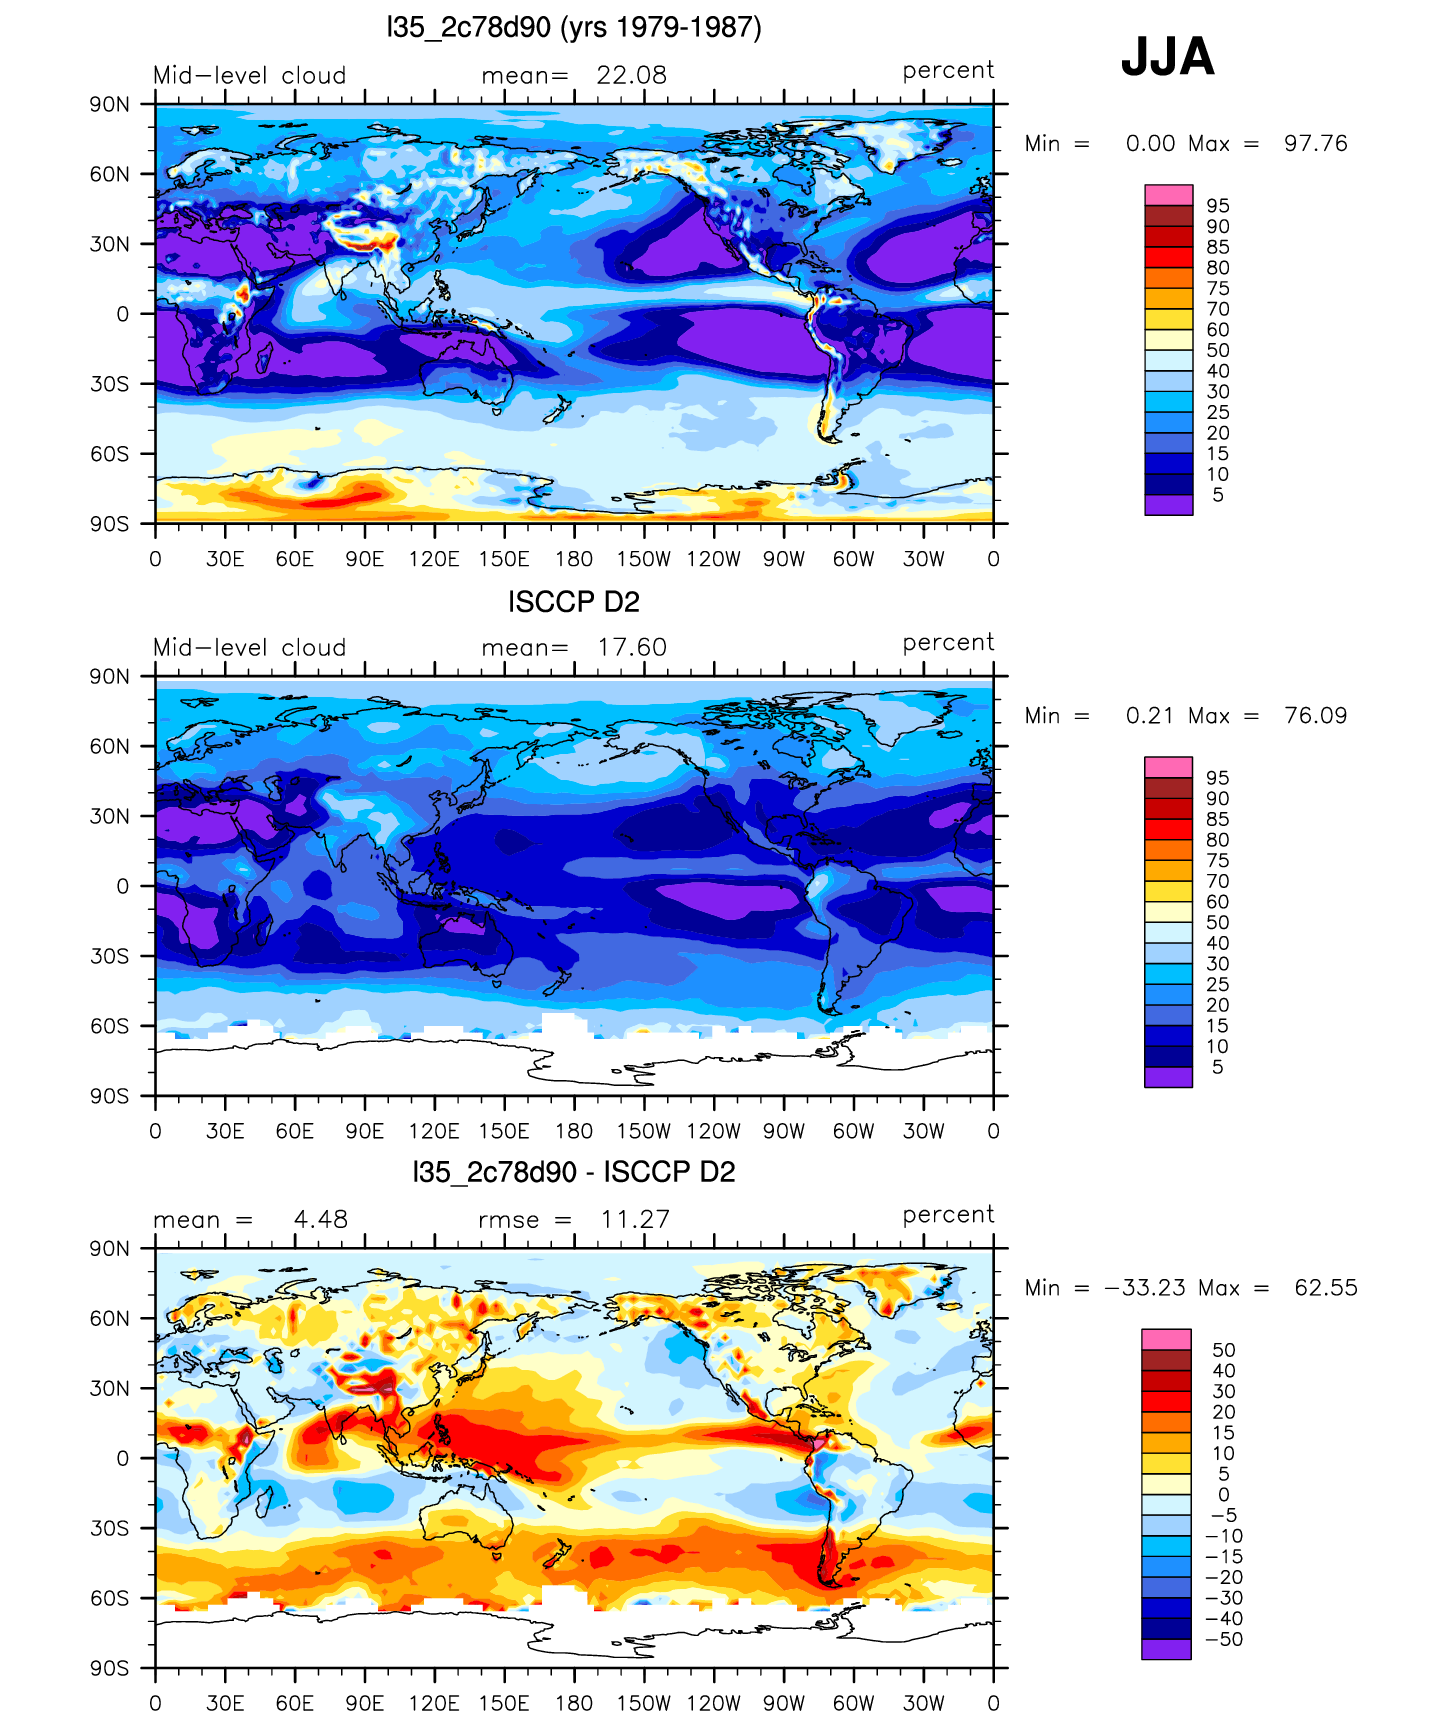 l35_2c78d90 (yrs 1979-1987)
JJA
Mid-level cloud mean= 22.08 percent
Min = 0.00 Max = 97.76
90N
60N
30N
0
30S
60S
90S
0 30E 60E 90E 120E 150E 180 150W 120W 90W 60W 30W 0
95
90
85
80
75
70
60
50
40
30
25
20
15
10
5
ISCCP D2
Mid-level cloud mean= 17.60 percent
Min = 0.21 Max = 76.09
90N
60N
30N
0
30S
60S
90S
0 30E 60E 90E 120E 150E 180 150W 120W 90W 60W 30W 0
95
90
85
80
75
70
60
50
40
30
25
20
15
10
5
l35_2c78d90 - ISCCP D2
mean = 4.48 rmse = 11.27 percent
Min = -33.23 Max = 62.55
90N
60N
30N
0
30S
60S
90S
0 30E 60E 90E 120E 150E 180 150W 120W 90W 60W 30W 0
50
40
30
20
15
10
5
0
-5
-10
-15
-20
-30
-40
-50